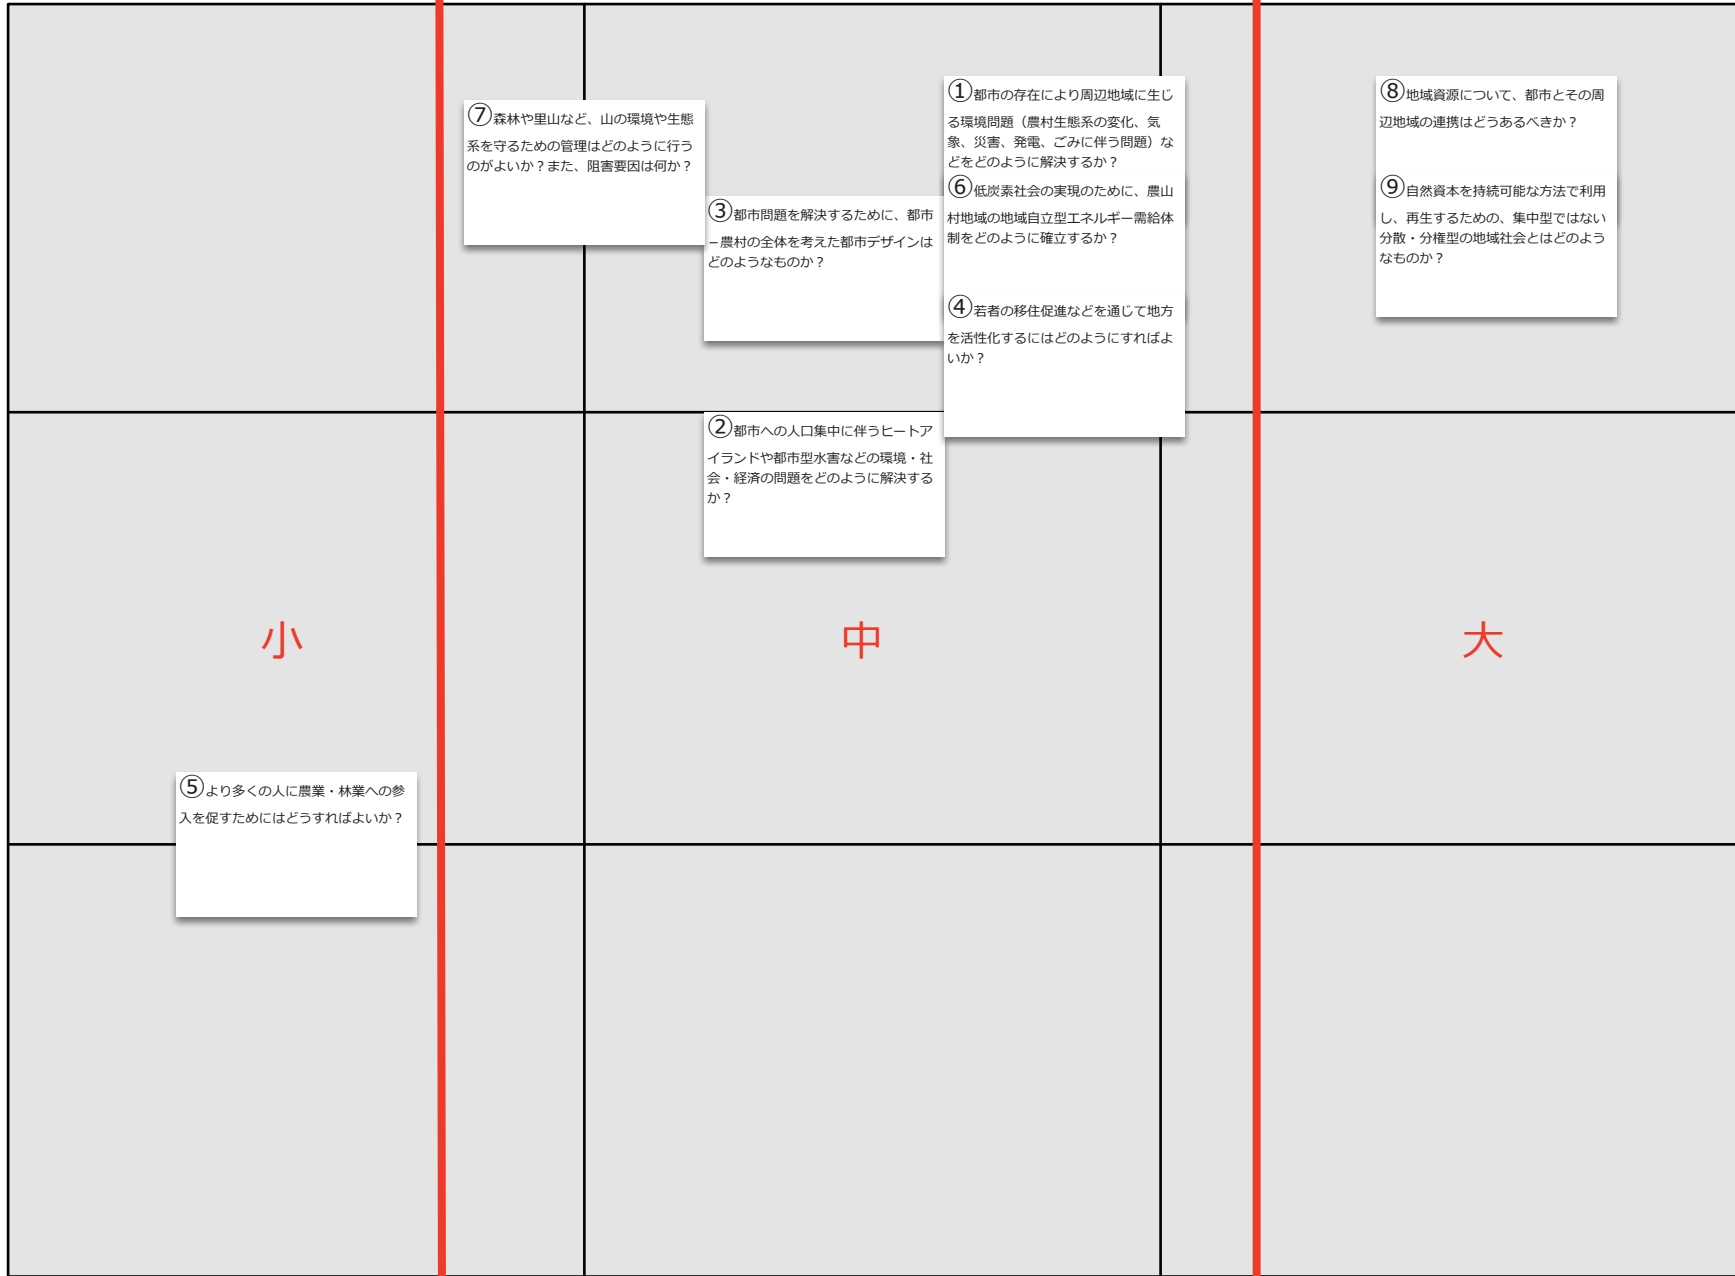 ⑦森林や里山など、山の環境や生態
系を守るための管理はどのように行う
のがよいか？また、阻害要因は何か？
③都市問題を解決するために、都市
–農村の全体を考えた都市デザインは
どのようなものか？
①都市の存在により周辺地域に生じ
る環境問題（農村生態系の変化、気
象、災害、発電、ごみに伴う問題）な
どをどのように解決するか？
⑥低炭素社会の実現のために、農山
村地域の地域自立型エネルギー需給体
制をどのように確立するか？
④若者の移住促進などを通じて地方
を活性化するにはどのようにすればよ
いか？
⑧地域資源について、都市とその周
辺地域の連携はどうあるべきか？
⑨自然資本を持続可能な方法で利用
し、再生するための、集中型ではない
分散・分権型の地域社会とはどのよう
なものか？
②都市への人口集中に伴うヒートア
イランドや都市型水害などの環境・社
会・経済の問題をどのように解決する
か？
小
中
大
⑤より多くの人に農業・林業への参
入を促すためにはどうすればよいか？